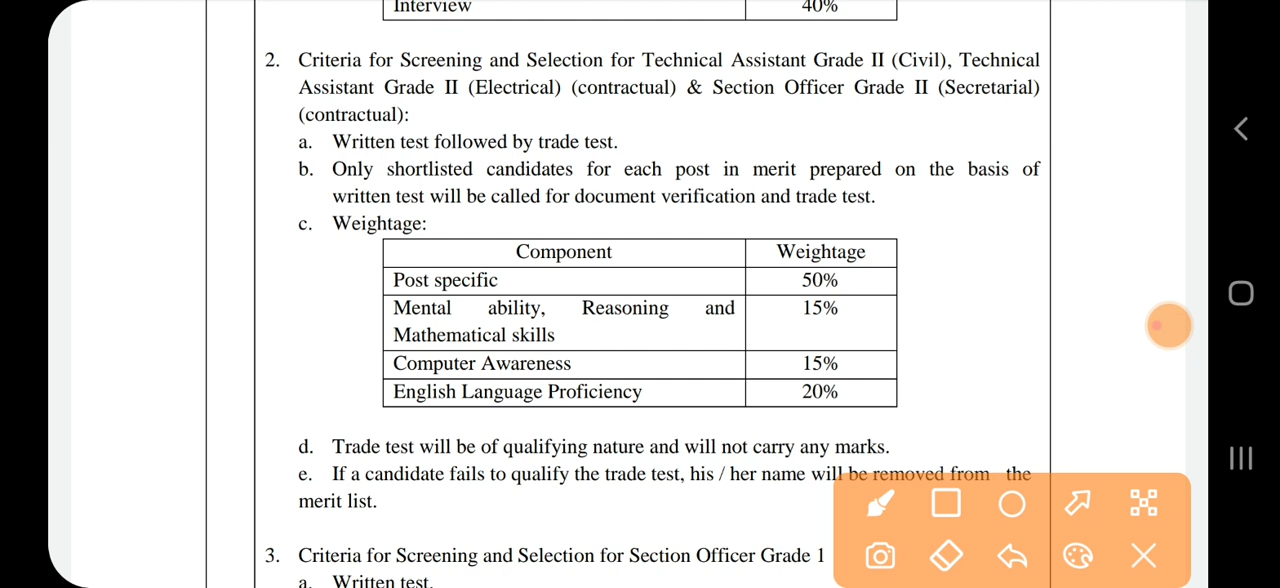 Interview 40%
2. Criteria for Screening and Selection for Technical Assistant Grade II (Civil), Technical
Assistant Grade II (Electrical) (contractual) & Section Officer Grade II (Secretarial)
(contractual):
a. Written test followed by trade test.
b. Only shortlisted candidates for each post in merit prepared on the basis of
written test will be called for document verification and trade test.
c. Weightage:
Component Weightage
Post specific 50%
Mental ability, Reasoning and 15%
Mathematical skills
Computer Awareness 15%
English Language Proficiency 20%
d. Trade test will be of qualifying nature and will not carry any marks.
e. If a candidate fails to qualify the trade test, his / her name will be removed from the
merit list.
3. Criteria for Screening and Selection for Section Officer Grade 1
a. Written test.